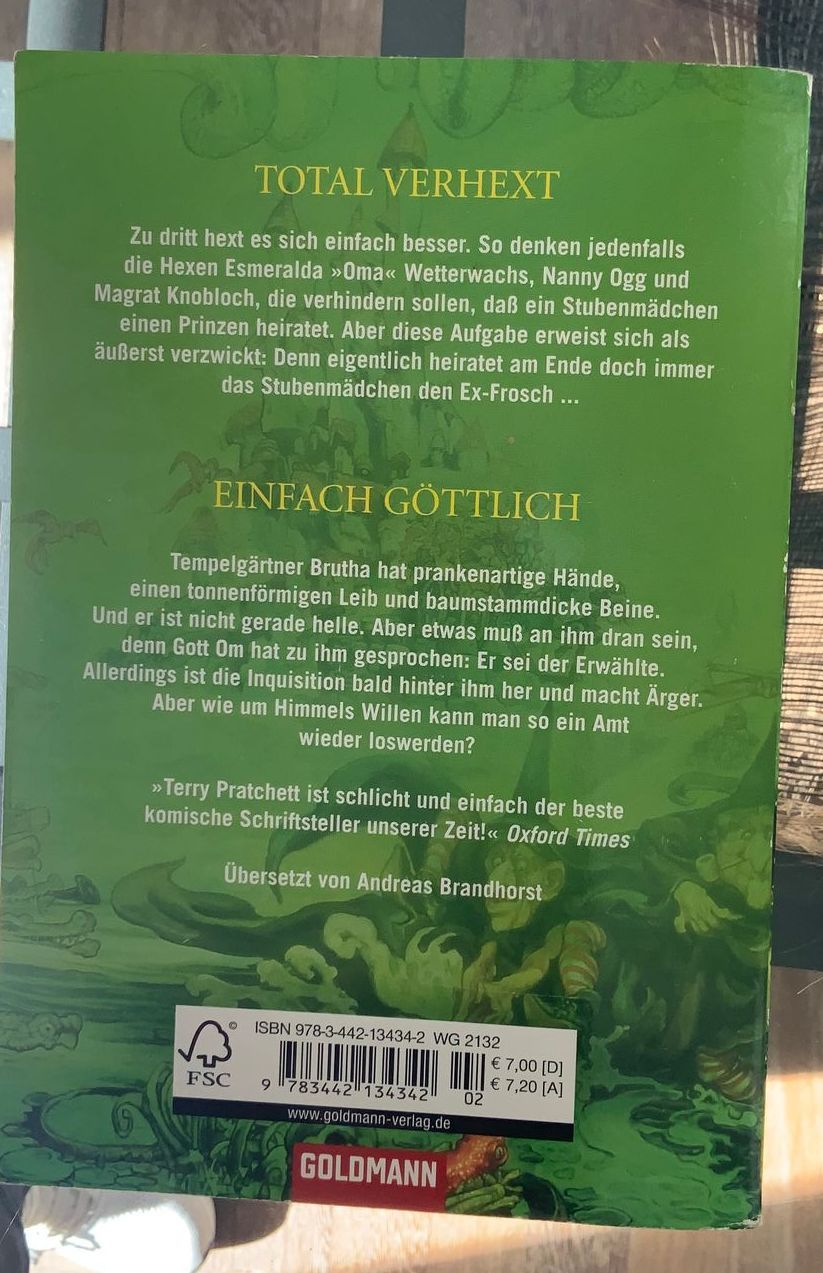 TOTAL VERHEXT
Zu dritt hext es sich einfach besser. So denken jedenfalls
die Hexen Esmeralda »Oma« Wetterwachs, Nanny Ogg und
Magrat Knobloch, die verhindern sollen, daß ein Stubenmädchen
einen Prinzen heiratet. Aber diese Aufgabe erweist sich als
äußerst verzwickt: Denn eigentlich heiratet am Ende doch immer
das Stubenmädchen den Ex-Frosch ...
EINFACH GÖTTLICH
Tempelgärtner Brutha hat prankenartige Hände,
einen tonnenförmigen Leib und baumstammdicke Beine.
Und er ist nicht gerade helle. Aber etwas muß an ihm dran sein,
denn Gott Om hat zu ihm gesprochen: Er sei der Erwählte.
Allerdings ist die Inquisition bald hinter ihm her und macht Ärger.
Aber wie um Himmels Willen kann man so ein Amt
wieder loswerden?
»Terry Pratchett ist schlicht und einfach der beste
komische Schriftsteller unserer Zeit!« Oxford Times
Übersetzt von Andreas Brandhorst
ISBN 978-3-442-13434-2 WG 2132
© FSC
€ 7,00 [D]
€ 7,20 [A]
9 783442 134342 02
www.goldmann-verlag.de
GOLDMANN